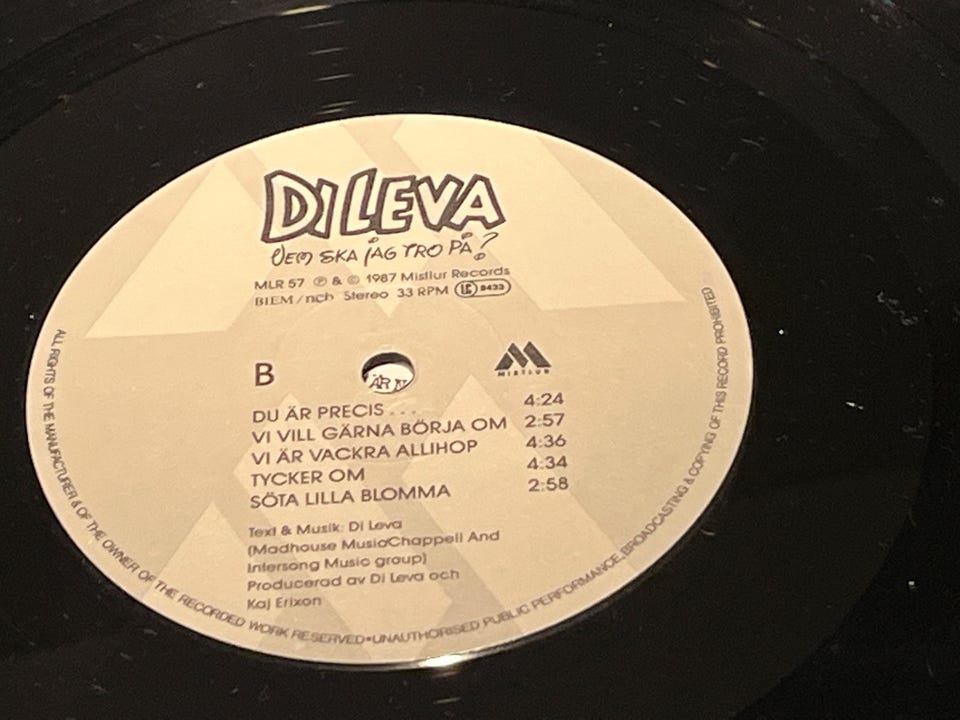 DI LEVA
VEM SKA JAG TRO PÅ?
MLR 57 ℗ & © 1987 Mistlur Records
BIEM/ncb Stereo 33 RPM LC 8433
B
MISTLUR
DU ÄR PRECIS... 4:24
VI VILL GÄRNA BÖRJA OM 2:57
VI ÄR VACKRA ALLIHOP 4:36
TYCKER OM 4:34
SÖTA LILLA BLOMMA 2:58
Text & Musik: Di Leva
(Madhouse Music/Chappell And
Intersong Music group)
Producerad av Di Leva och
Kaj Erixon
ALL RIGHTS OF THE MANUFACTURER & OF THE OWNER OF THE RECORDED WORK RESERVED•UNAUTHORISED PUBLIC PERFORMANCE, BROADCASTING & COPYING OF THIS RECORD PROHIBITED